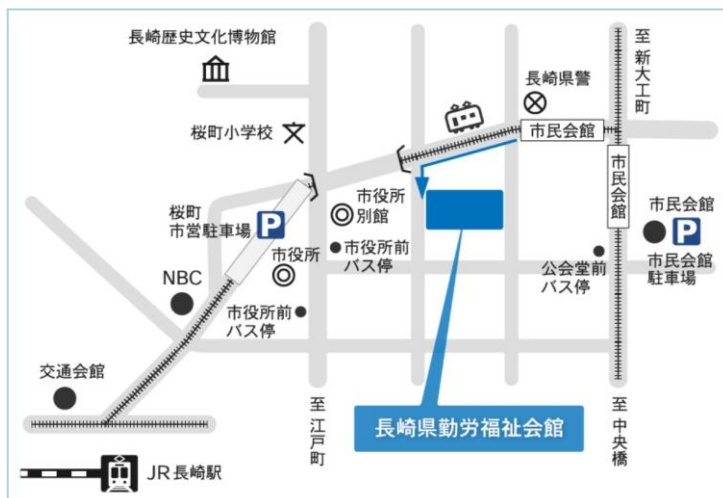 長崎歴史文化博物館
至
新大工町
長崎県警
桜町小学校
市民会館
市民会館
桜町
市営駐車場
P
市役所
別館
市民会館
P
市民会館
駐車場
市役所
市役所前
バス停
公会堂前
バス停
NBC
市役所前
バス停
交通会館
至
江戸町
長崎県勤労福祉会館
至
中央橋
JR長崎駅